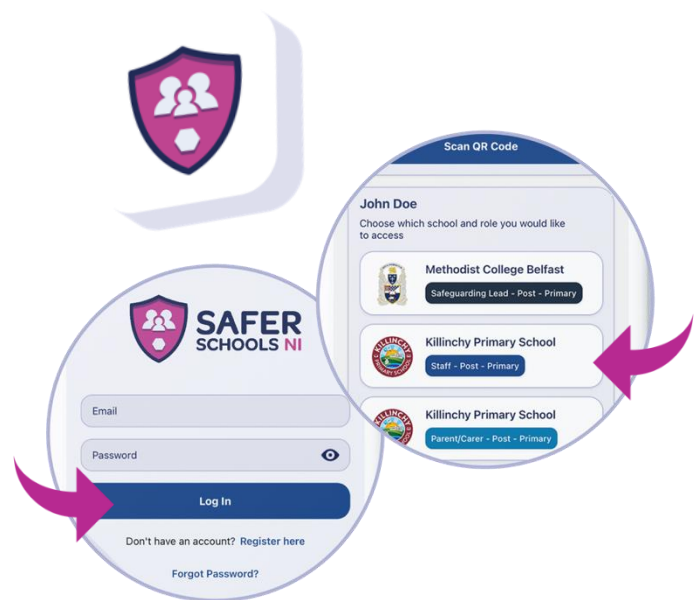 Scan QR Code
John Doe
Choose which school and role you would like
to access
Methodist College Belfast
Safeguarding Lead - Post - Primary
Killinchy Primary School
Staff - Post - Primary
Killinchy Primary School
Parent/Carer - Post - Primary
SAFER
SCHOOLS NI
Email
Password
Log In
Don't have an account? Register here
Forgot Password?